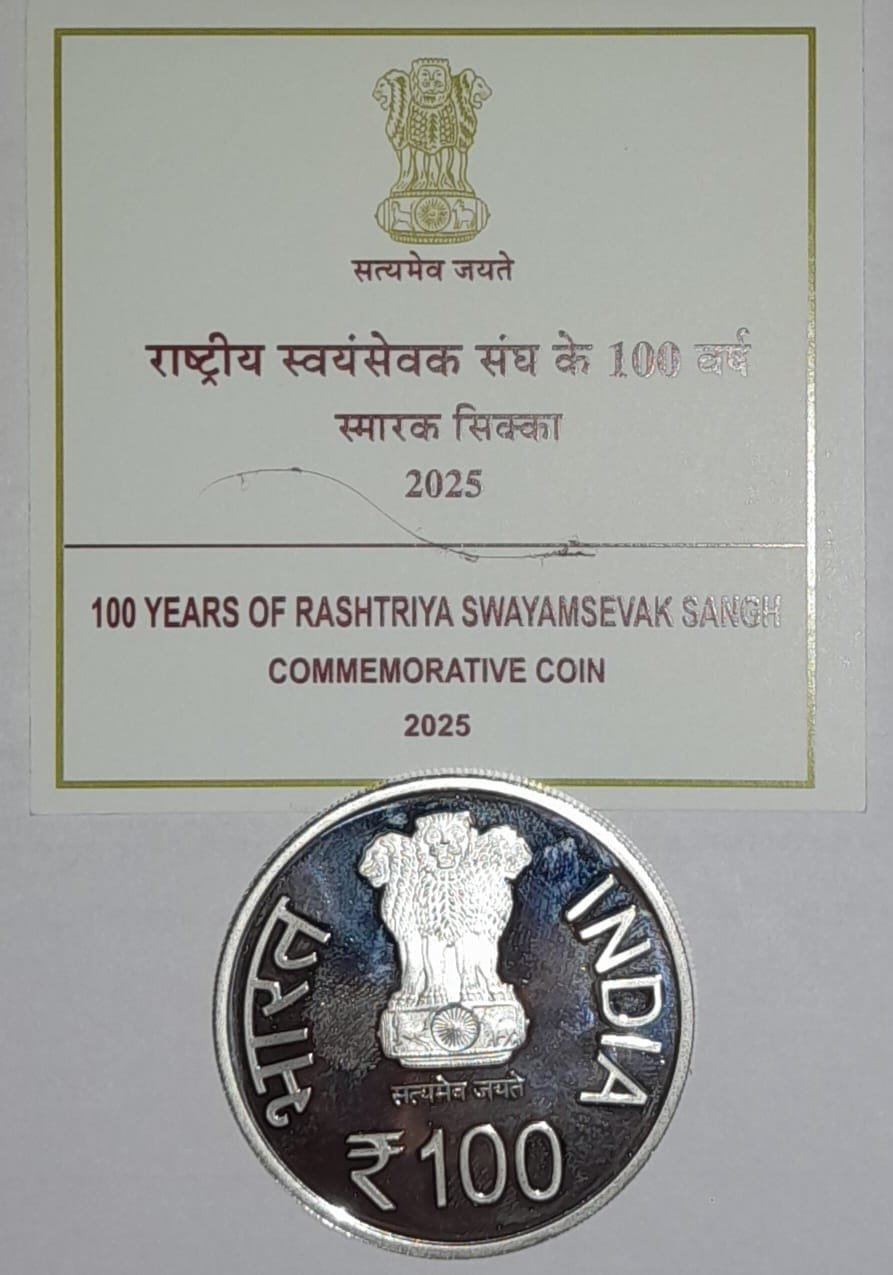 सत्यमेव जयते
राष्ट्रीय स्वयंसेवक संघ के 100 वर्ष
स्मारक सिक्का
2025
100 YEARS OF RASHTRIYA SWAYAMSEVAK SANGH
COMMEMORATIVE COIN
2025
भारत
INDIA
सत्यमेव जयते
₹100